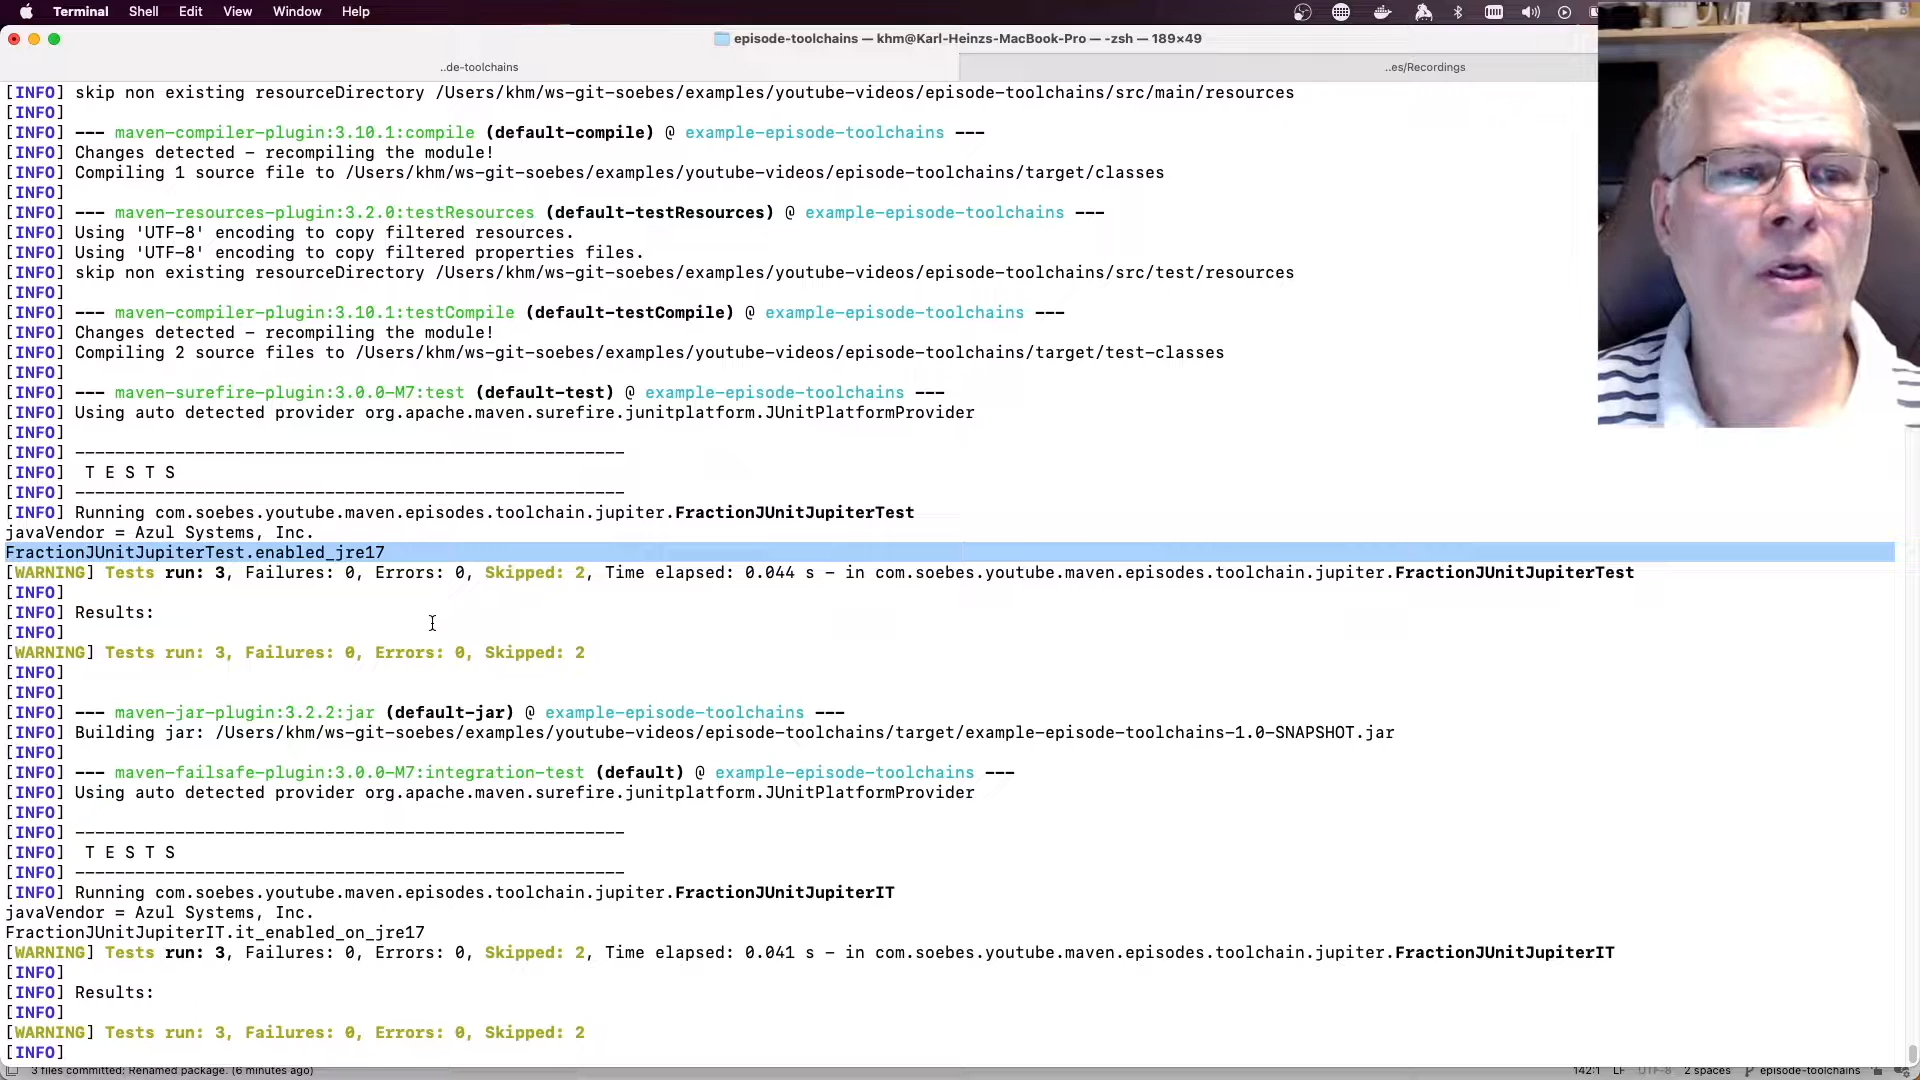 Terminal Shell Edit View Window Help
episode-toolchains — khm@Karl-Heinzs-MacBook-Pro — -zsh — 189×49
..de-toolchains
..es/Recordings
[INFO] skip non existing resourceDirectory /Users/khm/ws-git-soebes/examples/youtube-videos/episode-toolchains/src/main/resources
[INFO]
[INFO] --- maven-compiler-plugin:3.10.1:compile (default-compile) @ example-episode-toolchains ---
[INFO] Changes detected - recompiling the module!
[INFO] Compiling 1 source file to /Users/khm/ws-git-soebes/examples/youtube-videos/episode-toolchains/target/classes
[INFO]
[INFO] --- maven-resources-plugin:3.2.0:testResources (default-testResources) @ example-episode-toolchains ---
[INFO] Using 'UTF-8' encoding to copy filtered resources.
[INFO] Using 'UTF-8' encoding to copy filtered properties files.
[INFO] skip non existing resourceDirectory /Users/khm/ws-git-soebes/examples/youtube-videos/episode-toolchains/src/test/resources
[INFO]
[INFO] --- maven-compiler-plugin:3.10.1:testCompile (default-testCompile) @ example-episode-toolchains ---
[INFO] Changes detected - recompiling the module!
[INFO] Compiling 2 source files to /Users/khm/ws-git-soebes/examples/youtube-videos/episode-toolchains/target/test-classes
[INFO]
[INFO] --- maven-surefire-plugin:3.0.0-M7:test (default-test) @ example-episode-toolchains ---
[INFO] Using auto detected provider org.apache.maven.surefire.junitplatform.JUnitPlatformProvider
[INFO]
[INFO] -------------------------------------------------------
[INFO]  T E S T S
[INFO] -------------------------------------------------------
[INFO] Running com.soebes.youtube.maven.episodes.toolchain.jupiter.FractionJUnitJupiterTest
javaVendor = Azul Systems, Inc.
FractionJUnitJupiterTest.enabled_jre17
[WARNING] Tests run: 3, Failures: 0, Errors: 0, Skipped: 2, Time elapsed: 0.044 s - in com.soebes.youtube.maven.episodes.toolchain.jupiter.FractionJUnitJupiterTest
[INFO]
[INFO] Results:
[INFO]
[WARNING] Tests run: 3, Failures: 0, Errors: 0, Skipped: 2
[INFO]
[INFO]
[INFO] --- maven-jar-plugin:3.2.2:jar (default-jar) @ example-episode-toolchains ---
[INFO] Building jar: /Users/khm/ws-git-soebes/examples/youtube-videos/episode-toolchains/target/example-episode-toolchains-1.0-SNAPSHOT.jar
[INFO]
[INFO] --- maven-failsafe-plugin:3.0.0-M7:integration-test (default) @ example-episode-toolchains ---
[INFO] Using auto detected provider org.apache.maven.surefire.junitplatform.JUnitPlatformProvider
[INFO]
[INFO] -------------------------------------------------------
[INFO]  T E S T S
[INFO] -------------------------------------------------------
[INFO] Running com.soebes.youtube.maven.episodes.toolchain.jupiter.FractionJUnitJupiterIT
javaVendor = Azul Systems, Inc.
FractionJUnitJupiterIT.it_enabled_on_jre17
[WARNING] Tests run: 3, Failures: 0, Errors: 0, Skipped: 2, Time elapsed: 0.041 s - in com.soebes.youtube.maven.episodes.toolchain.jupiter.FractionJUnitJupiterIT
[INFO]
[INFO] Results:
[INFO]
[WARNING] Tests run: 3, Failures: 0, Errors: 0, Skipped: 2
[INFO]
3 files committed: Renamed package. (6 minutes ago) 142:1 LF UTF-8 2 spaces episode-toolchains